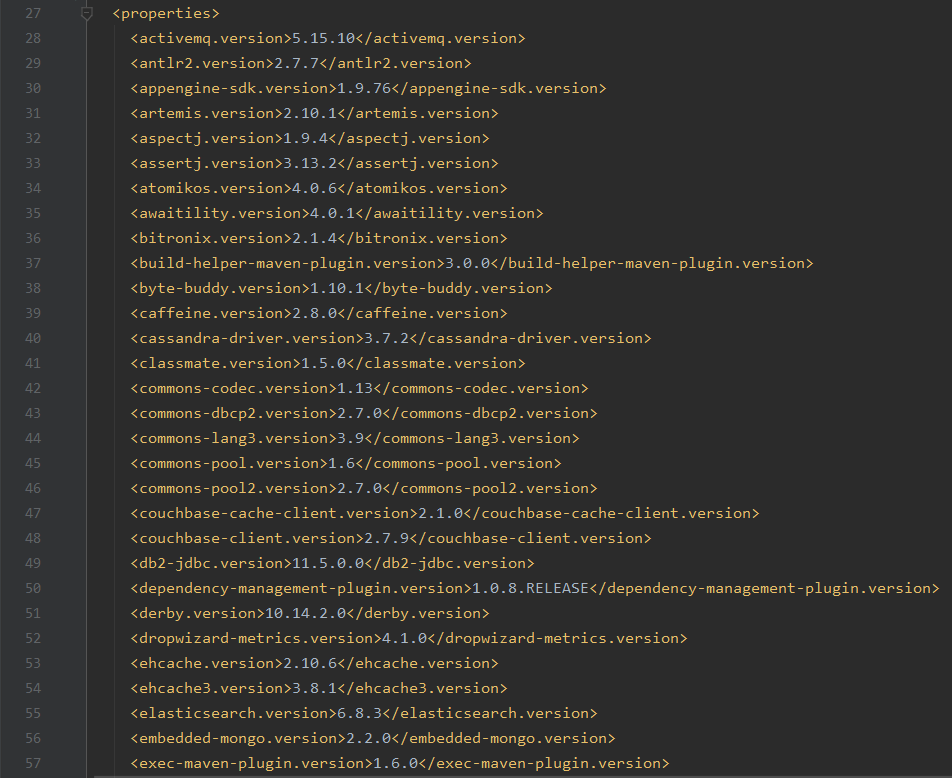 27 <properties>
28 <activemq.version>5.15.10</activemq.version>
29 <antlr2.version>2.7.7</antlr2.version>
30 <appengine-sdk.version>1.9.76</appengine-sdk.version>
31 <artemis.version>2.10.1</artemis.version>
32 <aspectj.version>1.9.4</aspectj.version>
33 <assertj.version>3.13.2</assertj.version>
34 <atomikos.version>4.0.6</atomikos.version>
35 <awaitility.version>4.0.1</awaitility.version>
36 <bitronix.version>2.1.4</bitronix.version>
37 <build-helper-maven-plugin.version>3.0.0</build-helper-maven-plugin.version>
38 <byte-buddy.version>1.10.1</byte-buddy.version>
39 <caffeine.version>2.8.0</caffeine.version>
40 <cassandra-driver.version>3.7.2</cassandra-driver.version>
41 <classmate.version>1.5.0</classmate.version>
42 <commons-codec.version>1.13</commons-codec.version>
43 <commons-dbcp2.version>2.7.0</commons-dbcp2.version>
44 <commons-lang3.version>3.9</commons-lang3.version>
45 <commons-pool.version>1.6</commons-pool.version>
46 <commons-pool2.version>2.7.0</commons-pool2.version>
47 <couchbase-cache-client.version>2.1.0</couchbase-cache-client.version>
48 <couchbase-client.version>2.7.9</couchbase-client.version>
49 <db2-jdbc.version>11.5.0.0</db2-jdbc.version>
50 <dependency-management-plugin.version>1.0.8.RELEASE</dependency-management-plugin.version>
51 <derby.version>10.14.2.0</derby.version>
52 <dropwizard-metrics.version>4.1.0</dropwizard-metrics.version>
53 <ehcache.version>2.10.6</ehcache.version>
54 <ehcache3.version>3.8.1</ehcache3.version>
55 <elasticsearch.version>6.8.3</elasticsearch.version>
56 <embedded-mongo.version>2.2.0</embedded-mongo.version>
57 <exec-maven-plugin.version>1.6.0</exec-maven-plugin.version>